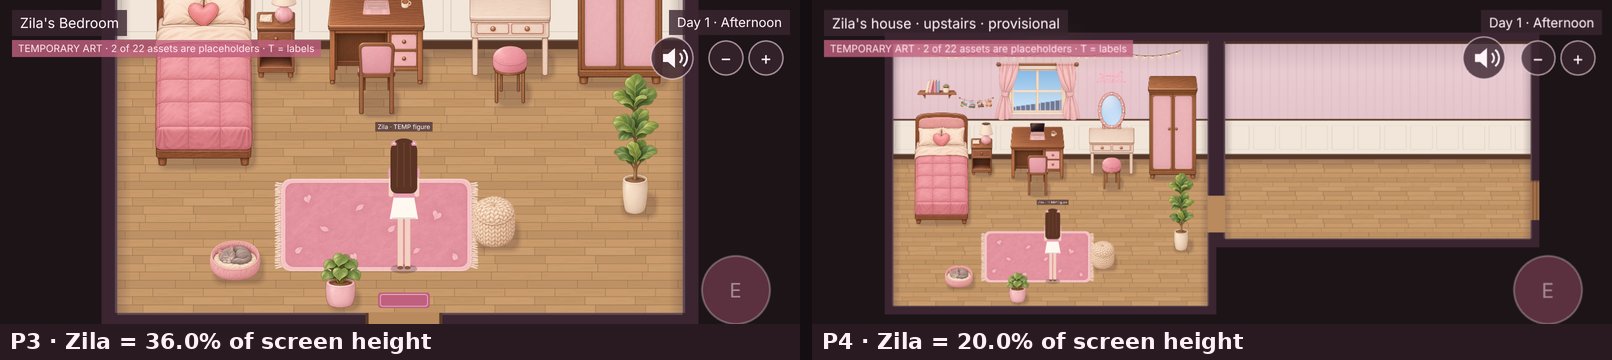 Zila's Bedroom
Day 1 · Afternoon
TEMPORARY ART · 2 of 22 assets are placeholders · T = labels
− +
Zila · TEMP figure
E
P3 · Zila = 36.0% of screen height
Zila's house · upstairs · provisional
Day 1 · Afternoon
TEMPORARY ART · 2 of 22 assets are placeholders · T = labels
− +
E
P4 · Zila = 20.0% of screen height